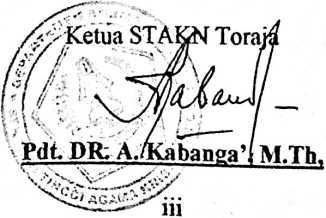 Ketua STAKN Toraja
Pdt. DR. A. Kabanga', M.Th,
iii